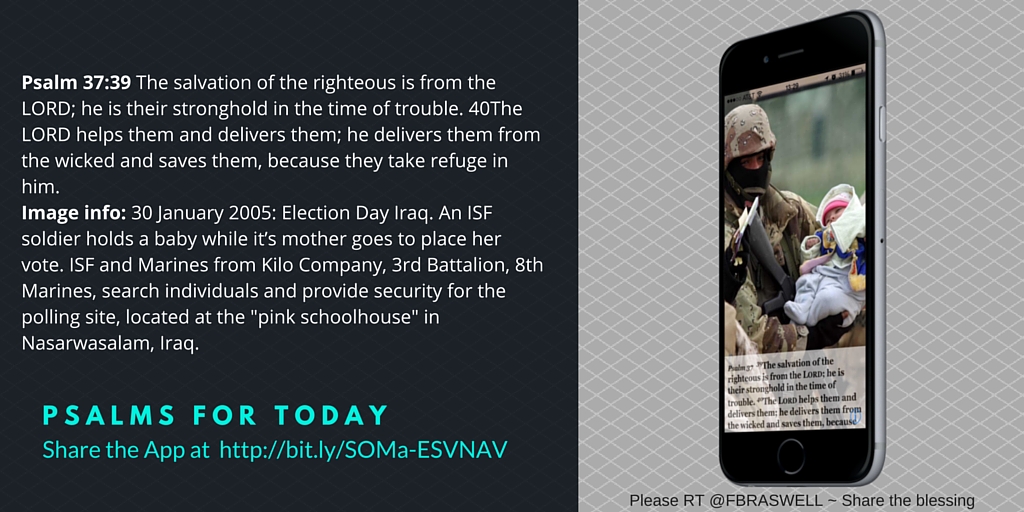 Psalm 37:39 The salvation of the righteous is from the
LORD; he is their stronghold in the time of trouble. 40The
LORD helps them and delivers them; he delivers them from
the wicked and saves them, because they take refuge in
him.
Image info: 30 January 2005: Election Day Iraq. An ISF
soldier holds a baby while it’s mother goes to place her
vote. ISF and Marines from Kilo Company, 3rd Battalion, 8th
Marines, search individuals and provide security for the
polling site, located at the "pink schoolhouse" in
Nasarwasalam, Iraq.
PSALMS FOR TODAY
Share the App at http://bit.ly/SOMa-ESVNAV
Psalm 37 39The salvation of the
righteous is from the LORD; he is
their stronghold in the time of
trouble. 40The LORD helps them and
delivers them; he delivers them from
the wicked and saves them, because
Please RT @FBRASWELL ~ Share the blessing